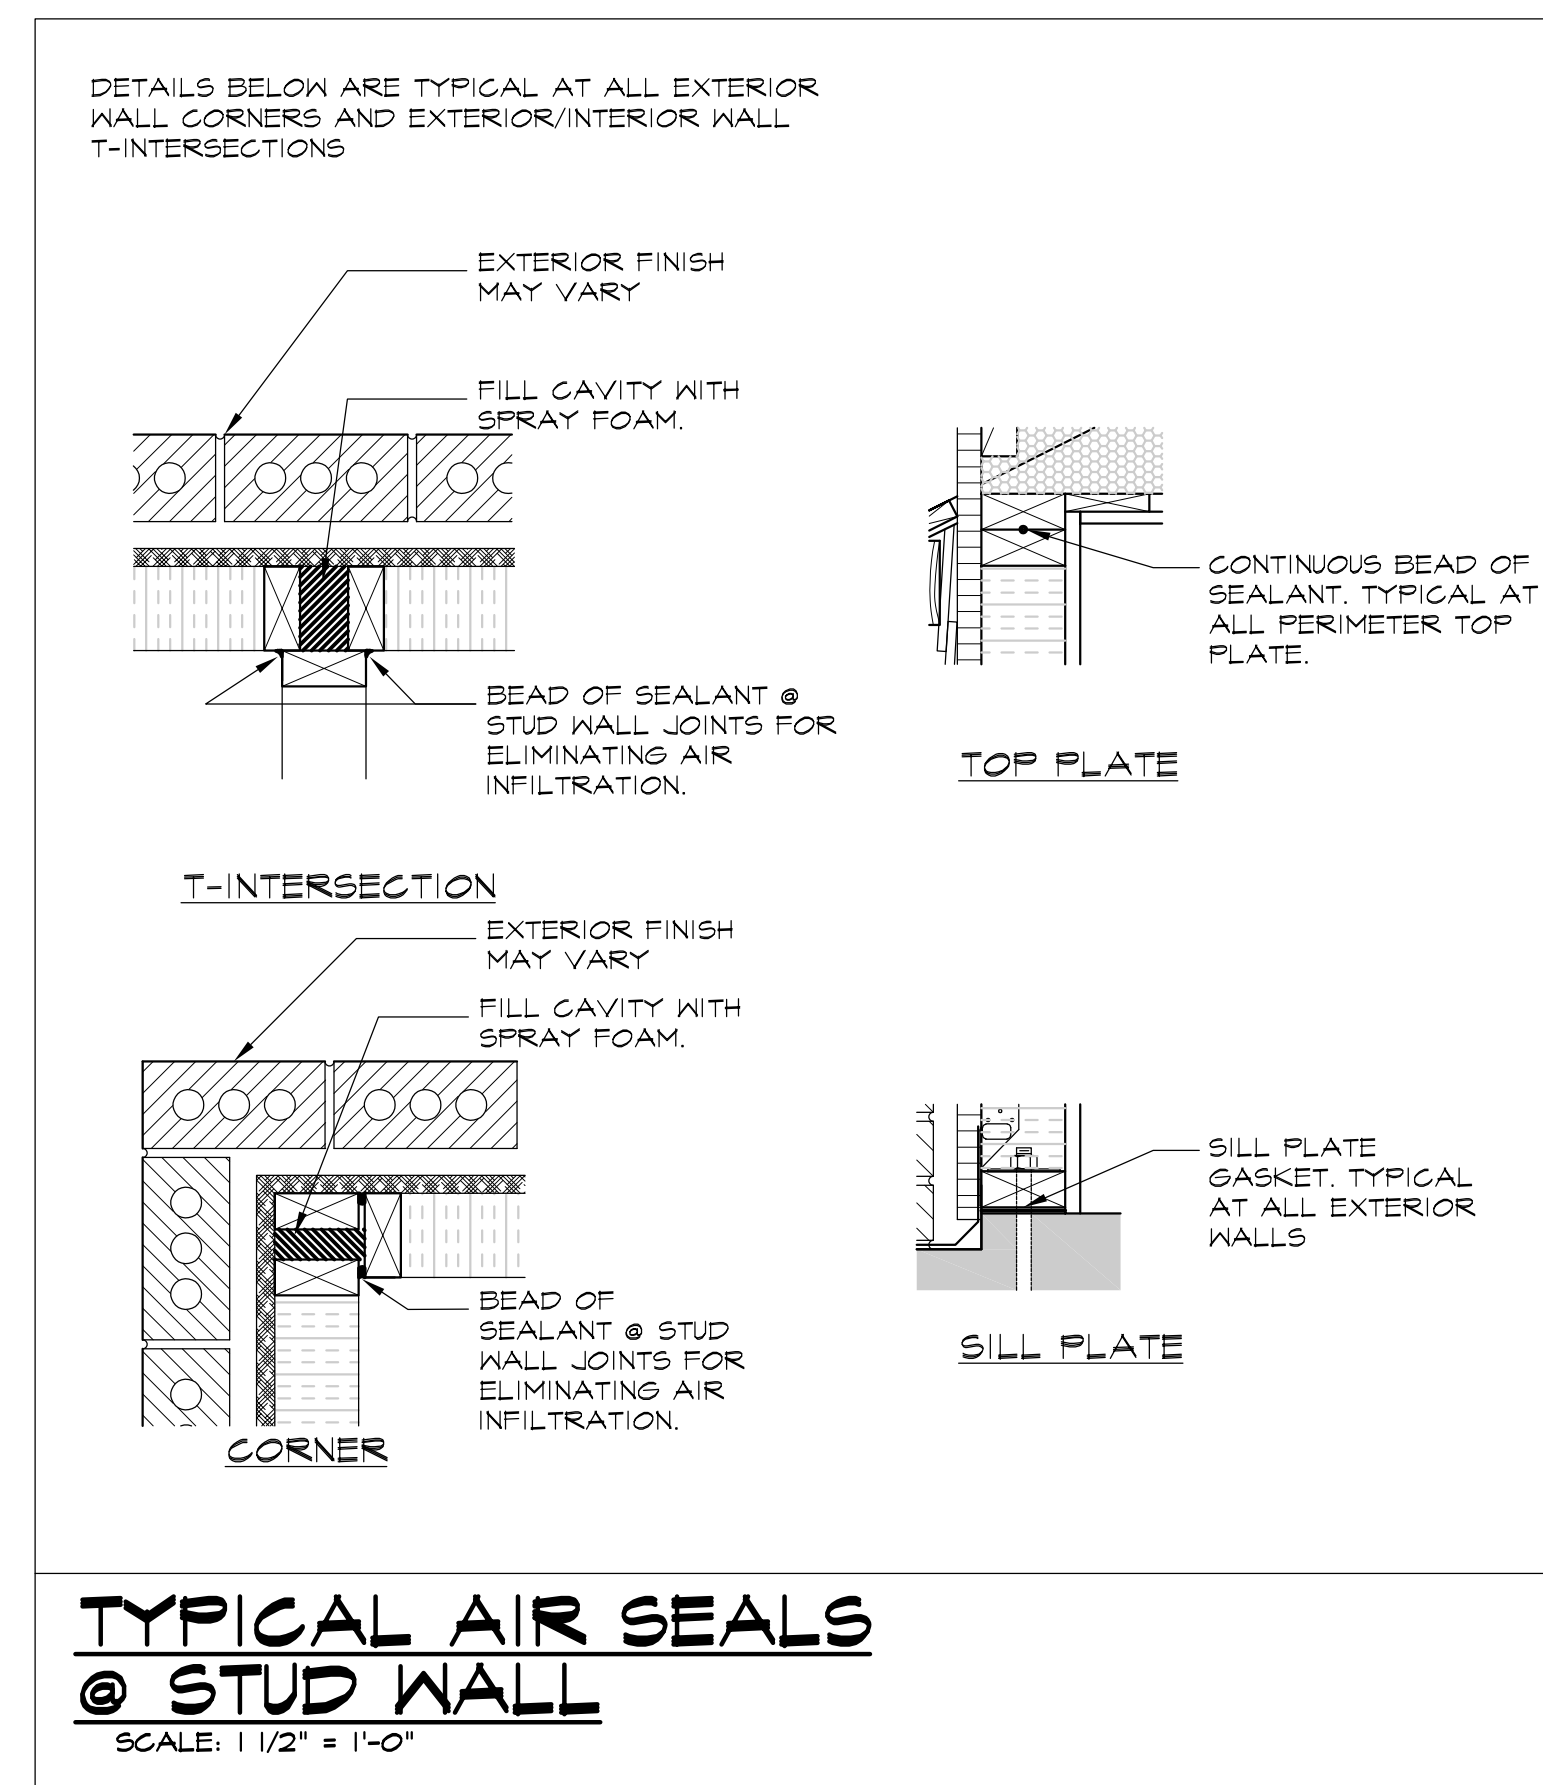 DETAILS BELOW ARE TYPICAL AT ALL EXTERIOR
WALL CORNERS AND EXTERIOR/INTERIOR WALL
T-INTERSECTIONS
EXTERIOR FINISH
MAY VARY
FILL CAVITY WITH
SPRAY FOAM.
BEAD OF SEALANT @
STUD WALL JOINTS FOR
ELIMINATING AIR
INFILTRATION.
T-INTERSECTION
CONTINUOUS BEAD OF
SEALANT. TYPICAL AT
ALL PERIMETER TOP
PLATE.
TOP PLATE
EXTERIOR FINISH
MAY VARY
FILL CAVITY WITH
SPRAY FOAM.
BEAD OF
SEALANT @ STUD
WALL JOINTS FOR
ELIMINATING AIR
INFILTRATION.
CORNER
SILL PLATE
GASKET. TYPICAL
AT ALL EXTERIOR
WALLS
SILL PLATE
TYPICAL AIR SEALS
@ STUD WALL
SCALE: 1 1/2" = 1'-0"